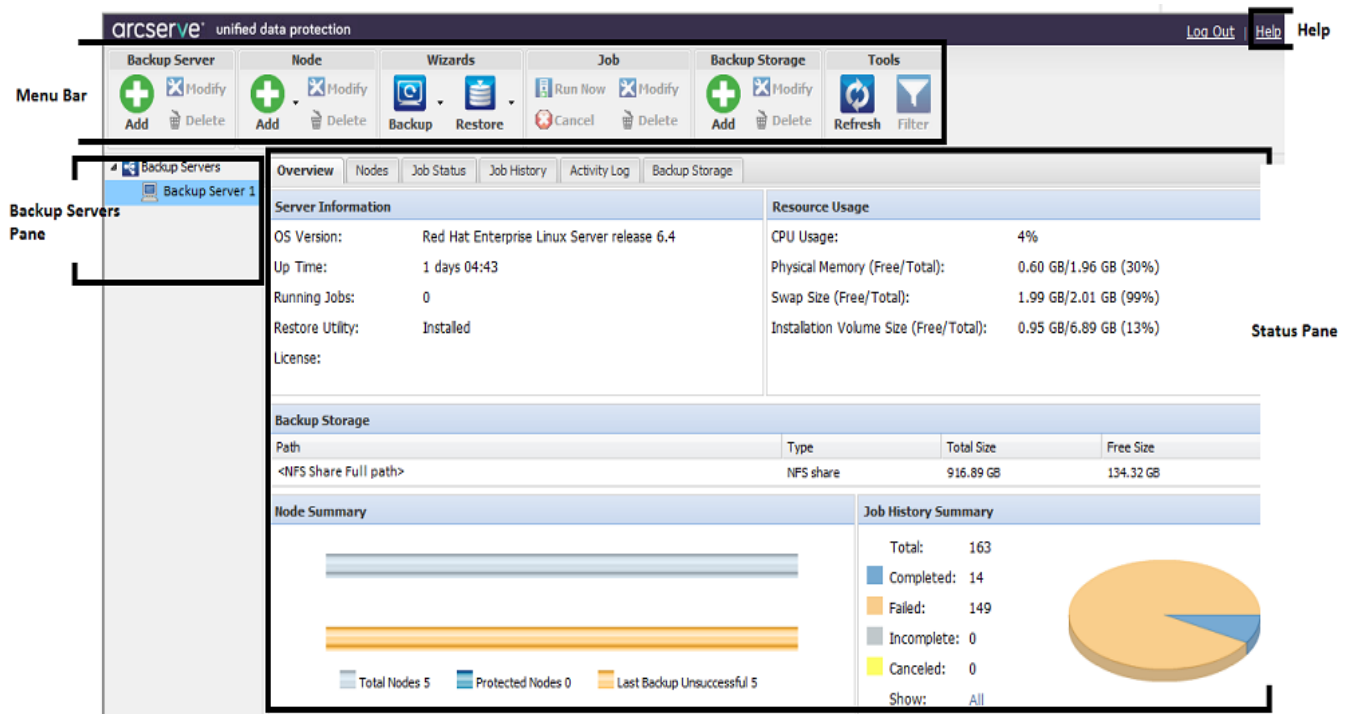 arcserve® unified data protection
Log Out | Help
Help
Menu Bar
Backup Server
Node
Wizards
Job
Backup Storage
Tools
Add
Modify
Delete
Add
Modify
Delete
Backup
Restore
Run Now
Modify
Cancel
Delete
Add
Modify
Delete
Refresh
Filter
Backup Servers Pane
Backup Servers
Backup Server 1
Status Pane
Overview
Nodes
Job Status
Job History
Activity Log
Backup Storage
Server Information
OS Version: Red Hat Enterprise Linux Server release 6.4
Up Time: 1 days 04:43
Running Jobs: 0
Restore Utility: Installed
License:
Resource Usage
CPU Usage: 4%
Physical Memory (Free/Total): 0.60 GB/1.96 GB (30%)
Swap Size (Free/Total): 1.99 GB/2.01 GB (99%)
Installation Volume Size (Free/Total): 0.95 GB/6.89 GB (13%)
Backup Storage
Path Type Total Size Free Size
<NFS Share Full path> NFS share 916.89 GB 134.32 GB
Node Summary
Total Nodes 5 Protected Nodes 0 Last Backup Unsuccessful 5
Job History Summary
Total: 163
Completed: 14
Failed: 149
Incomplete: 0
Canceled: 0
Show: All